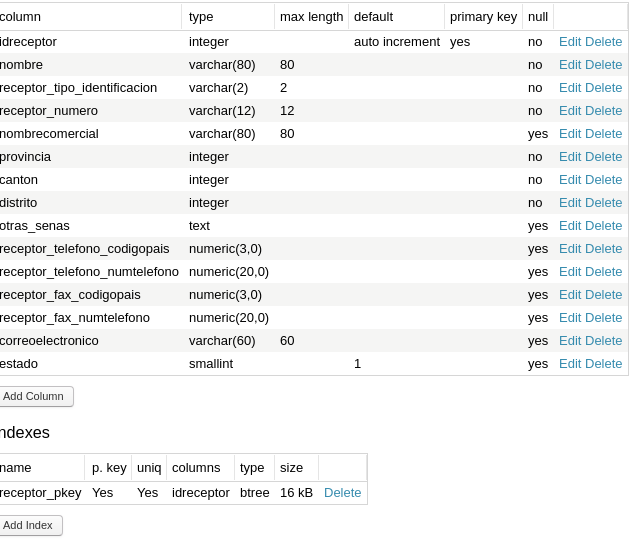 column type max length default primary key null
idreceptor integer auto increment yes no Edit Delete
nombre varchar(80) 80 no Edit Delete
receptor_tipo_identificacion varchar(2) 2 no Edit Delete
receptor_numero varchar(12) 12 no Edit Delete
nombrecomercial varchar(80) 80 yes Edit Delete
provincia integer no Edit Delete
canton integer no Edit Delete
distrito integer no Edit Delete
otras_senas text yes Edit Delete
receptor_telefono_codigopais numeric(3,0) yes Edit Delete
receptor_telefono_numtelefono numeric(20,0) yes Edit Delete
receptor_fax_codigopais numeric(3,0) yes Edit Delete
receptor_fax_numtelefono numeric(20,0) yes Edit Delete
correoelectronico varchar(60) 60 yes Edit Delete
estado smallint 1 yes Edit Delete
Add Column
ndexes
name p. key uniq columns type size
receptor_pkey Yes Yes idreceptor btree 16 kB Delete
Add Index